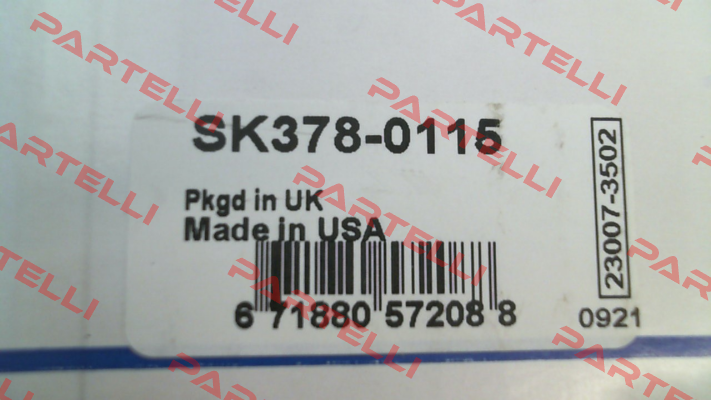 SK378-0115
Pkgd in UK
Made in USA
6 71880 57208 8
23007-3502
0921
PARTELLI
PARTELLI
PARTELLI
PARTELLI
PARTELLI
PARTELLI
PARTELLI
PARTELLI
PARTELLI